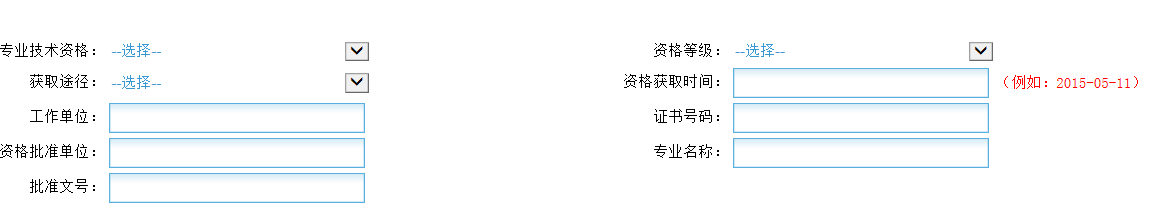 专业技术资格： --选择-- 资格等级： --选择--
获取途径： --选择-- 资格获取时间： （例如：2015-05-11）
工作单位： 证书号码：
资格批准单位： 专业名称：
批准文号：